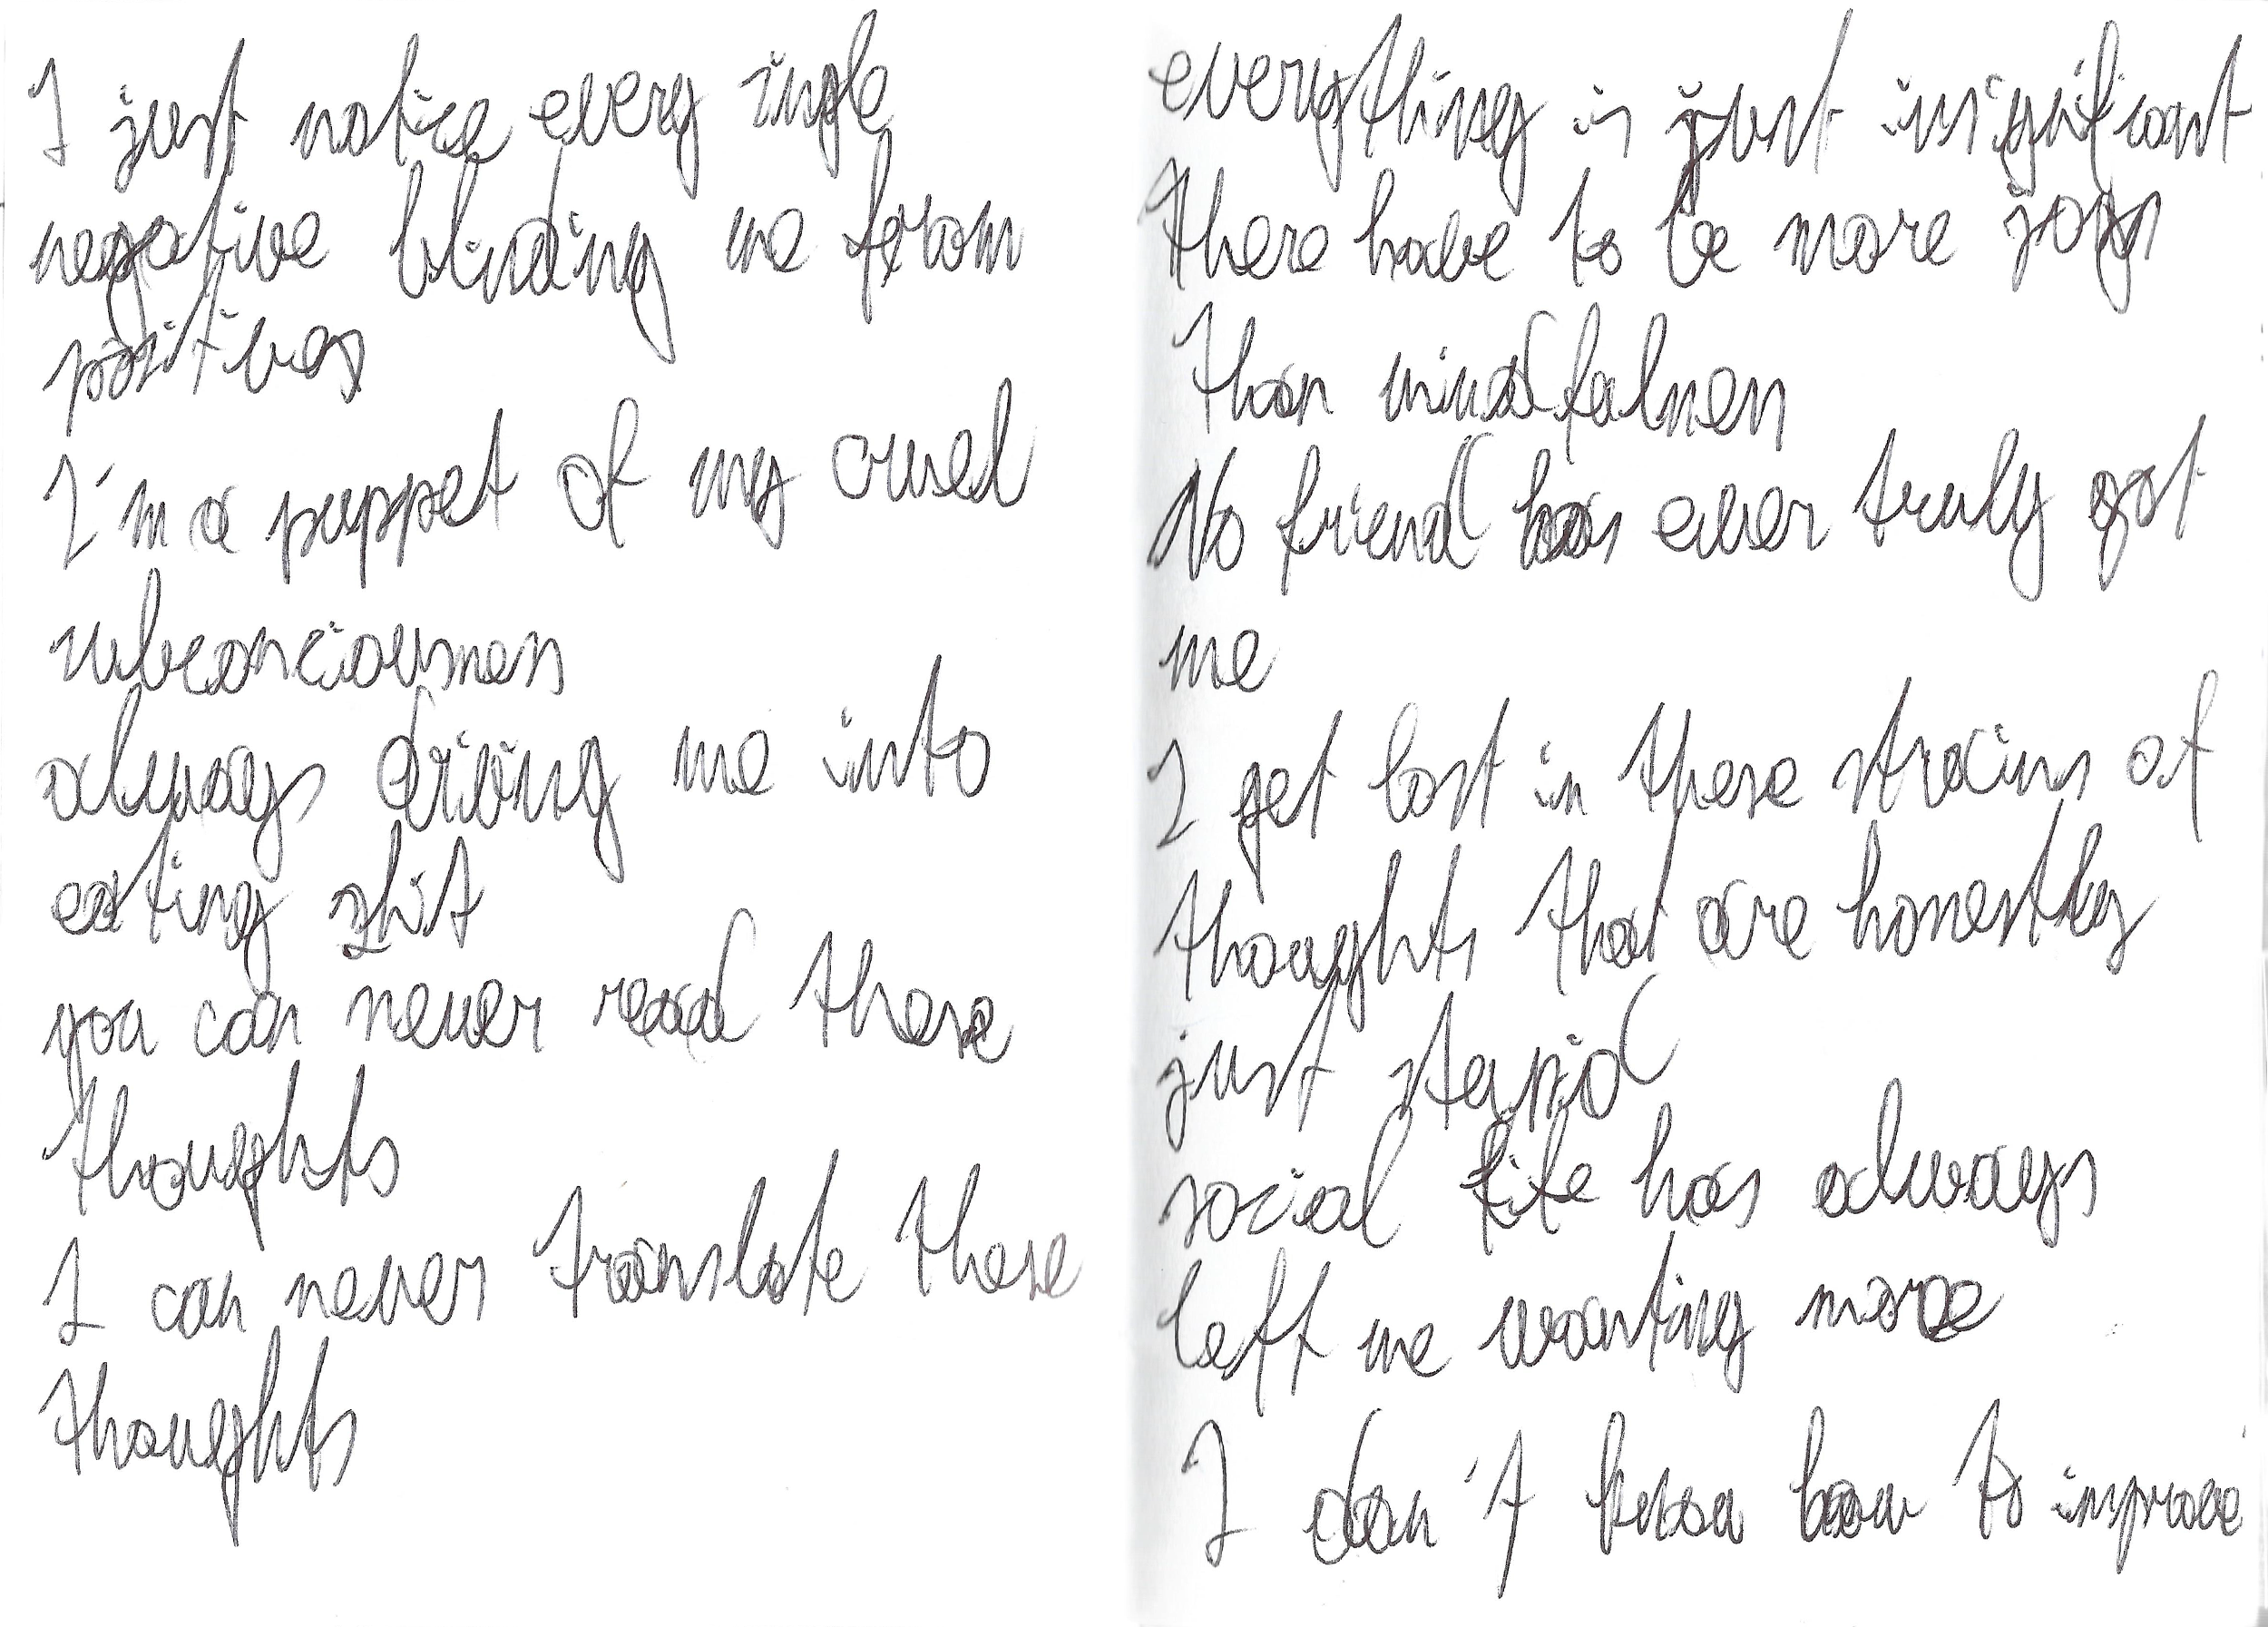 I just notice every single
negative blinding me from
positives
I'm a puppet of my cruel
subconciousness
always driving me into
eating shit
you can never read these
thoughts
I can never translate these
thoughts
everything is just insignificant
there have to be more joys
than mindfulness
No friend has ever truly got
me
I get lost in these strains of
thoughts that are honestly
just stupid
social life has always
left me wanting more
I don't know how to improve